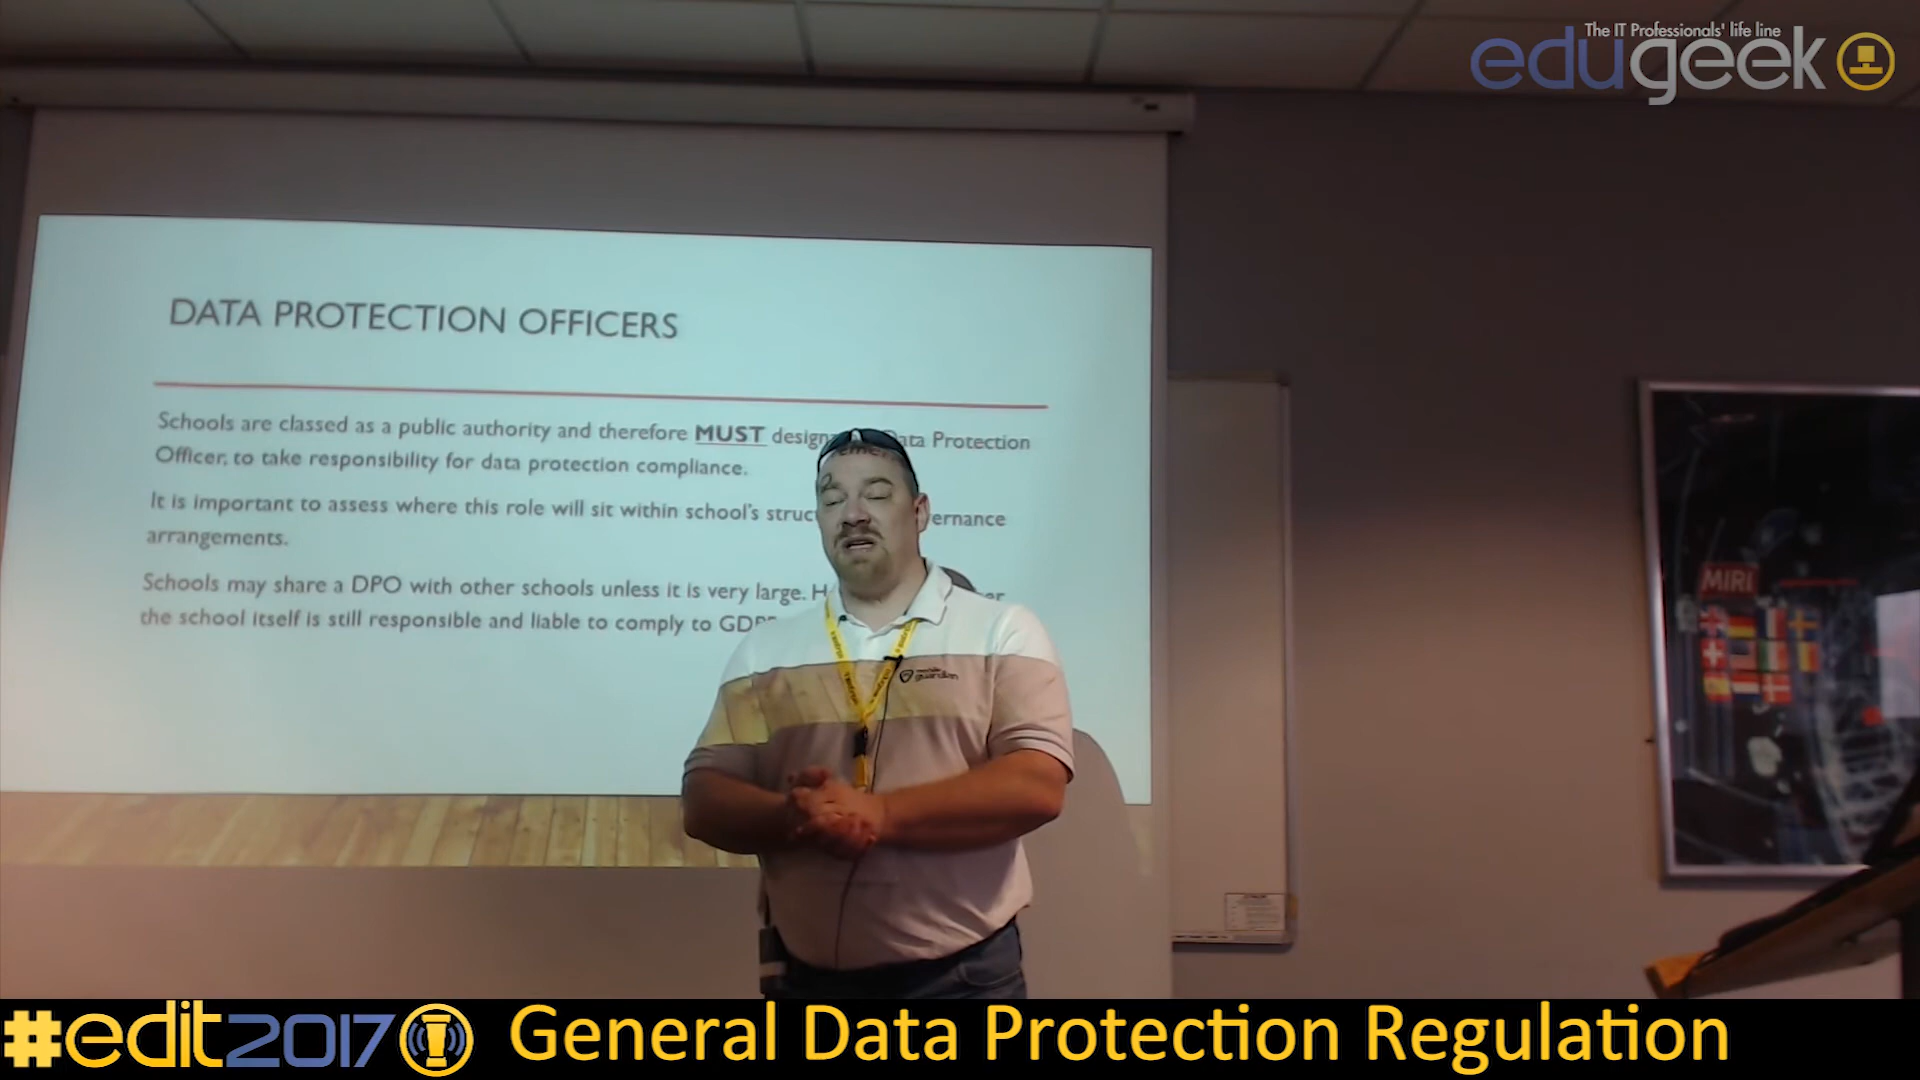 The IT Professionals' life line
edugeek
DATA PROTECTION OFFICERS
Schools are classed as a public authority and therefore MUST Data Protection
Officer, to take responsibility for data protection compliance.
It is important to assess where this role will sit within school's
arrangements.
Schools may share a DPO with other schools unless it is very large.
the school itself is still responsible and liable to comply to
guardian
MIRI
#edit2017 General Data Protection Regulation